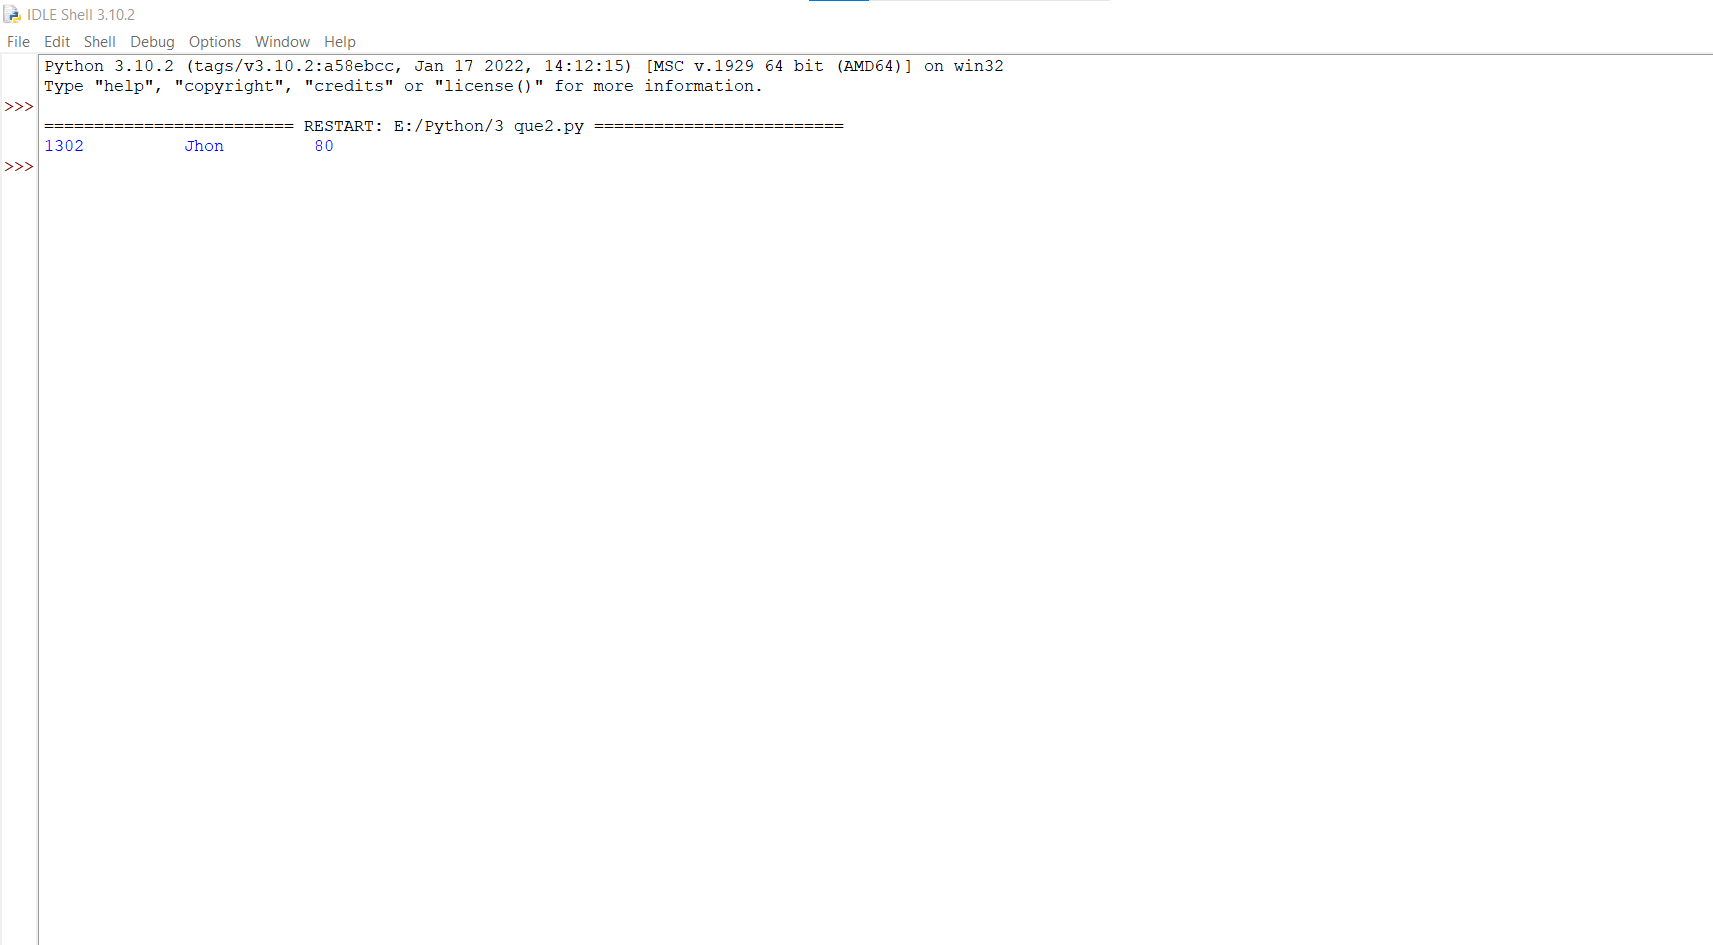 IDLE Shell 3.10.2
File Edit Shell Debug Options Window Help
Python 3.10.2 (tags/v3.10.2:a58ebcc, Jan 17 2022, 14:12:15) [MSC v.1929 64 bit (AMD64)] on win32
Type "help", "copyright", "credits" or "license()" for more information.
>>>
========================= RESTART: E:/Python/3 que2.py =========================
1302          Jhon         80
>>>